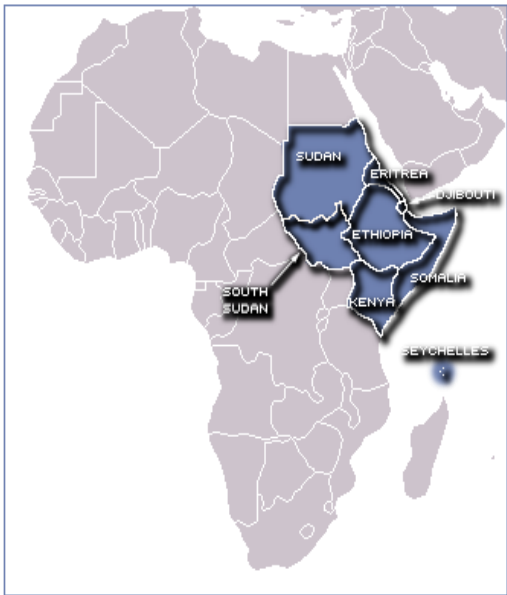 SUDAN
ERITREA
DJIBOUTI
ETHIOPIA
SOMALIA
SOUTH
SUDAN
KENYA
SEYCHELLES